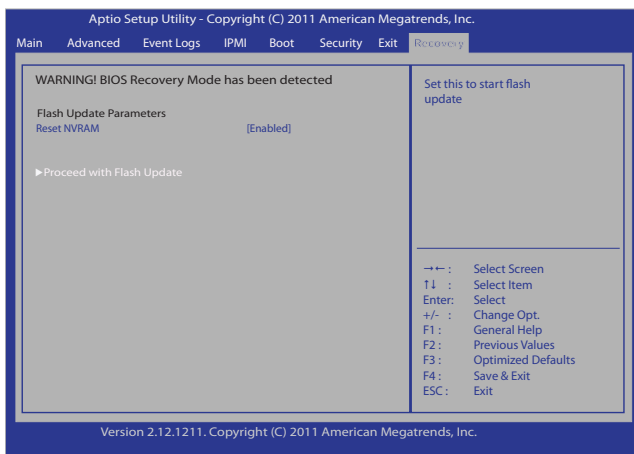 Aptio Setup Utility - Copyright (C) 2011 American Megatrends, Inc.
Main Advanced Event Logs IPMI Boot Security Exit Recovery
WARNING! BIOS Recovery Mode has been detected
Flash Update Parameters
Reset NVRAM [Enabled]
▶Proceed with Flash Update
Set this to start flash
update
→← : Select Screen
↑↓ : Select Item
Enter: Select
+/- : Change Opt.
F1 : General Help
F2 : Previous Values
F3 : Optimized Defaults
F4 : Save & Exit
ESC : Exit
Version 2.12.1211. Copyright (C) 2011 American Megatrends, Inc.